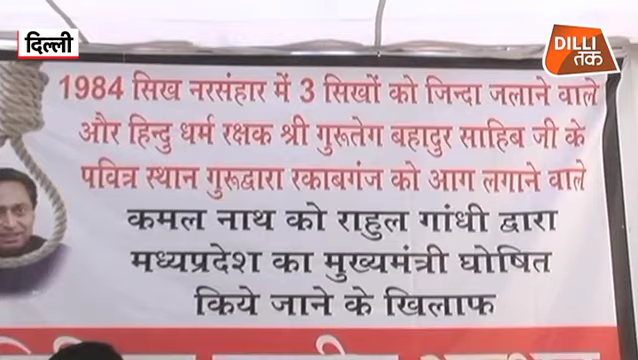 दिल्ली
DILLI
तक
1984 सिख नरसंहार में 3 सिखों को जिन्दा जलाने वाले
और हिन्दु धर्म रक्षक श्री गुरूतेग बहादुर साहिब जी के
पवित्र स्थान गुरूद्वारा रकाबगंज को आग लगाने वाले
कमल नाथ को राहुल गांधी द्वारा
मध्यप्रदेश का मुख्यमंत्री घोषित
किये जाने के खिलाफ